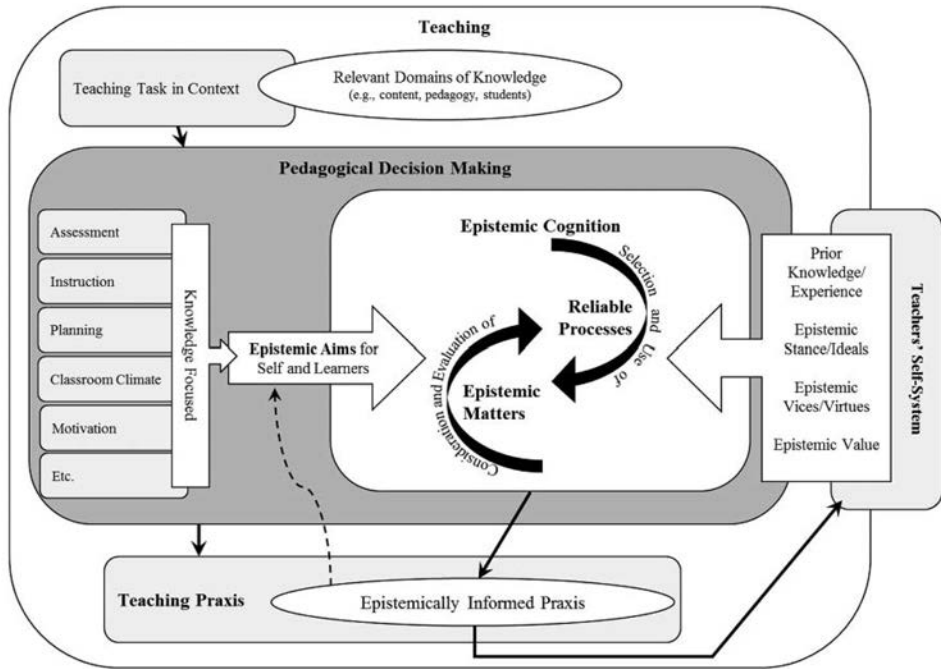 Teaching
Teaching Task in Context
Relevant Domains of Knowledge
(e.g., content, pedagogy, students)
Pedagogical Decision Making
Assessment
Instruction
Planning
Classroom Climate
Motivation
Etc.
Knowledge Focused
Epistemic Aims for
Self and Learners
Epistemic Cognition
Selection and Use of
Reliable
Processes
Consideration and Evaluation of
Epistemic
Matters
Prior
Knowledge/
Experience
Epistemic
Stance/Ideals
Epistemic
Vices/Virtues
Epistemic Value
Teachers' Self-System
Teaching Praxis
Epistemically Informed Praxis